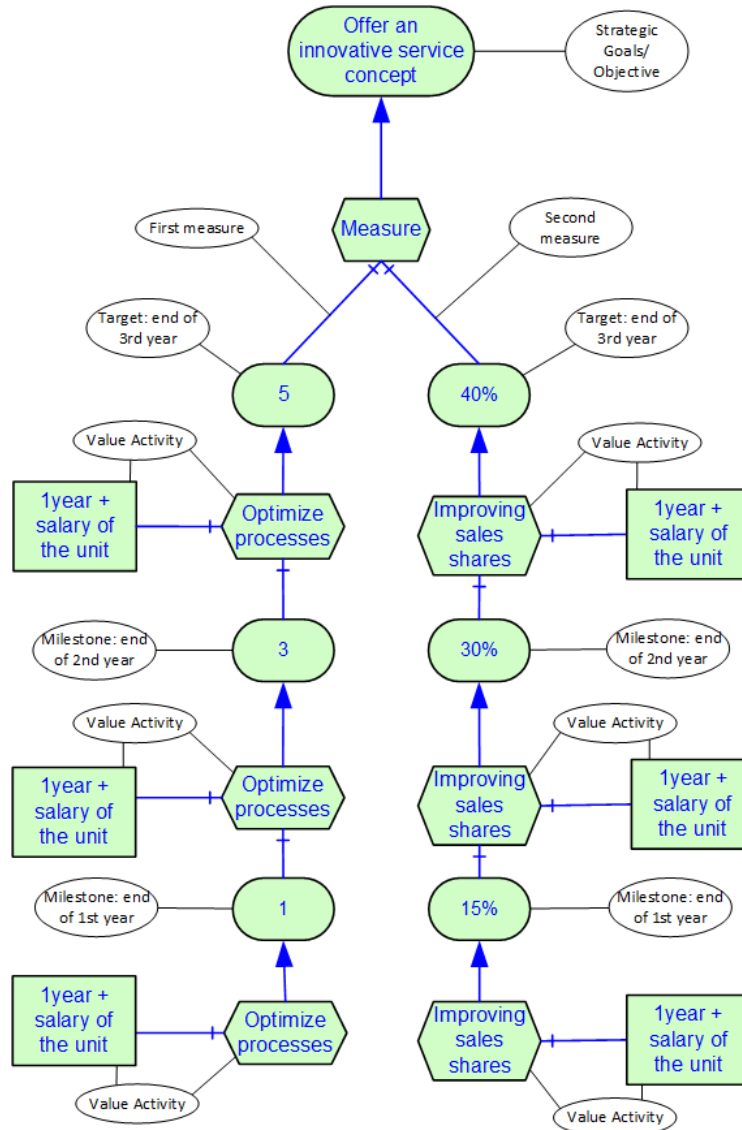 Offer an
innovative service
concept
Strategic
Goals/
Objective
Measure
First measure
Second
measure
Target: end of
3rd year
Target: end of
3rd year
5
40%
Value Activity
Value Activity
1year +
salary of
the unit
Optimize
processes
Improving
sales
shares
1year +
salary of
the unit
Milestone: end
of 2nd year
3
30%
Milestone: end
of 2nd year
Value Activity
Value Activity
1year +
salary of
the unit
Optimize
processes
Improving
sales
shares
1year +
salary of
the unit
Milestone: end
of 1st year
1
15%
Milestone: end
of 1st year
1year +
salary of
the unit
Optimize
processes
Improving
sales
shares
1year +
salary of
the unit
Value Activity
Value Activity